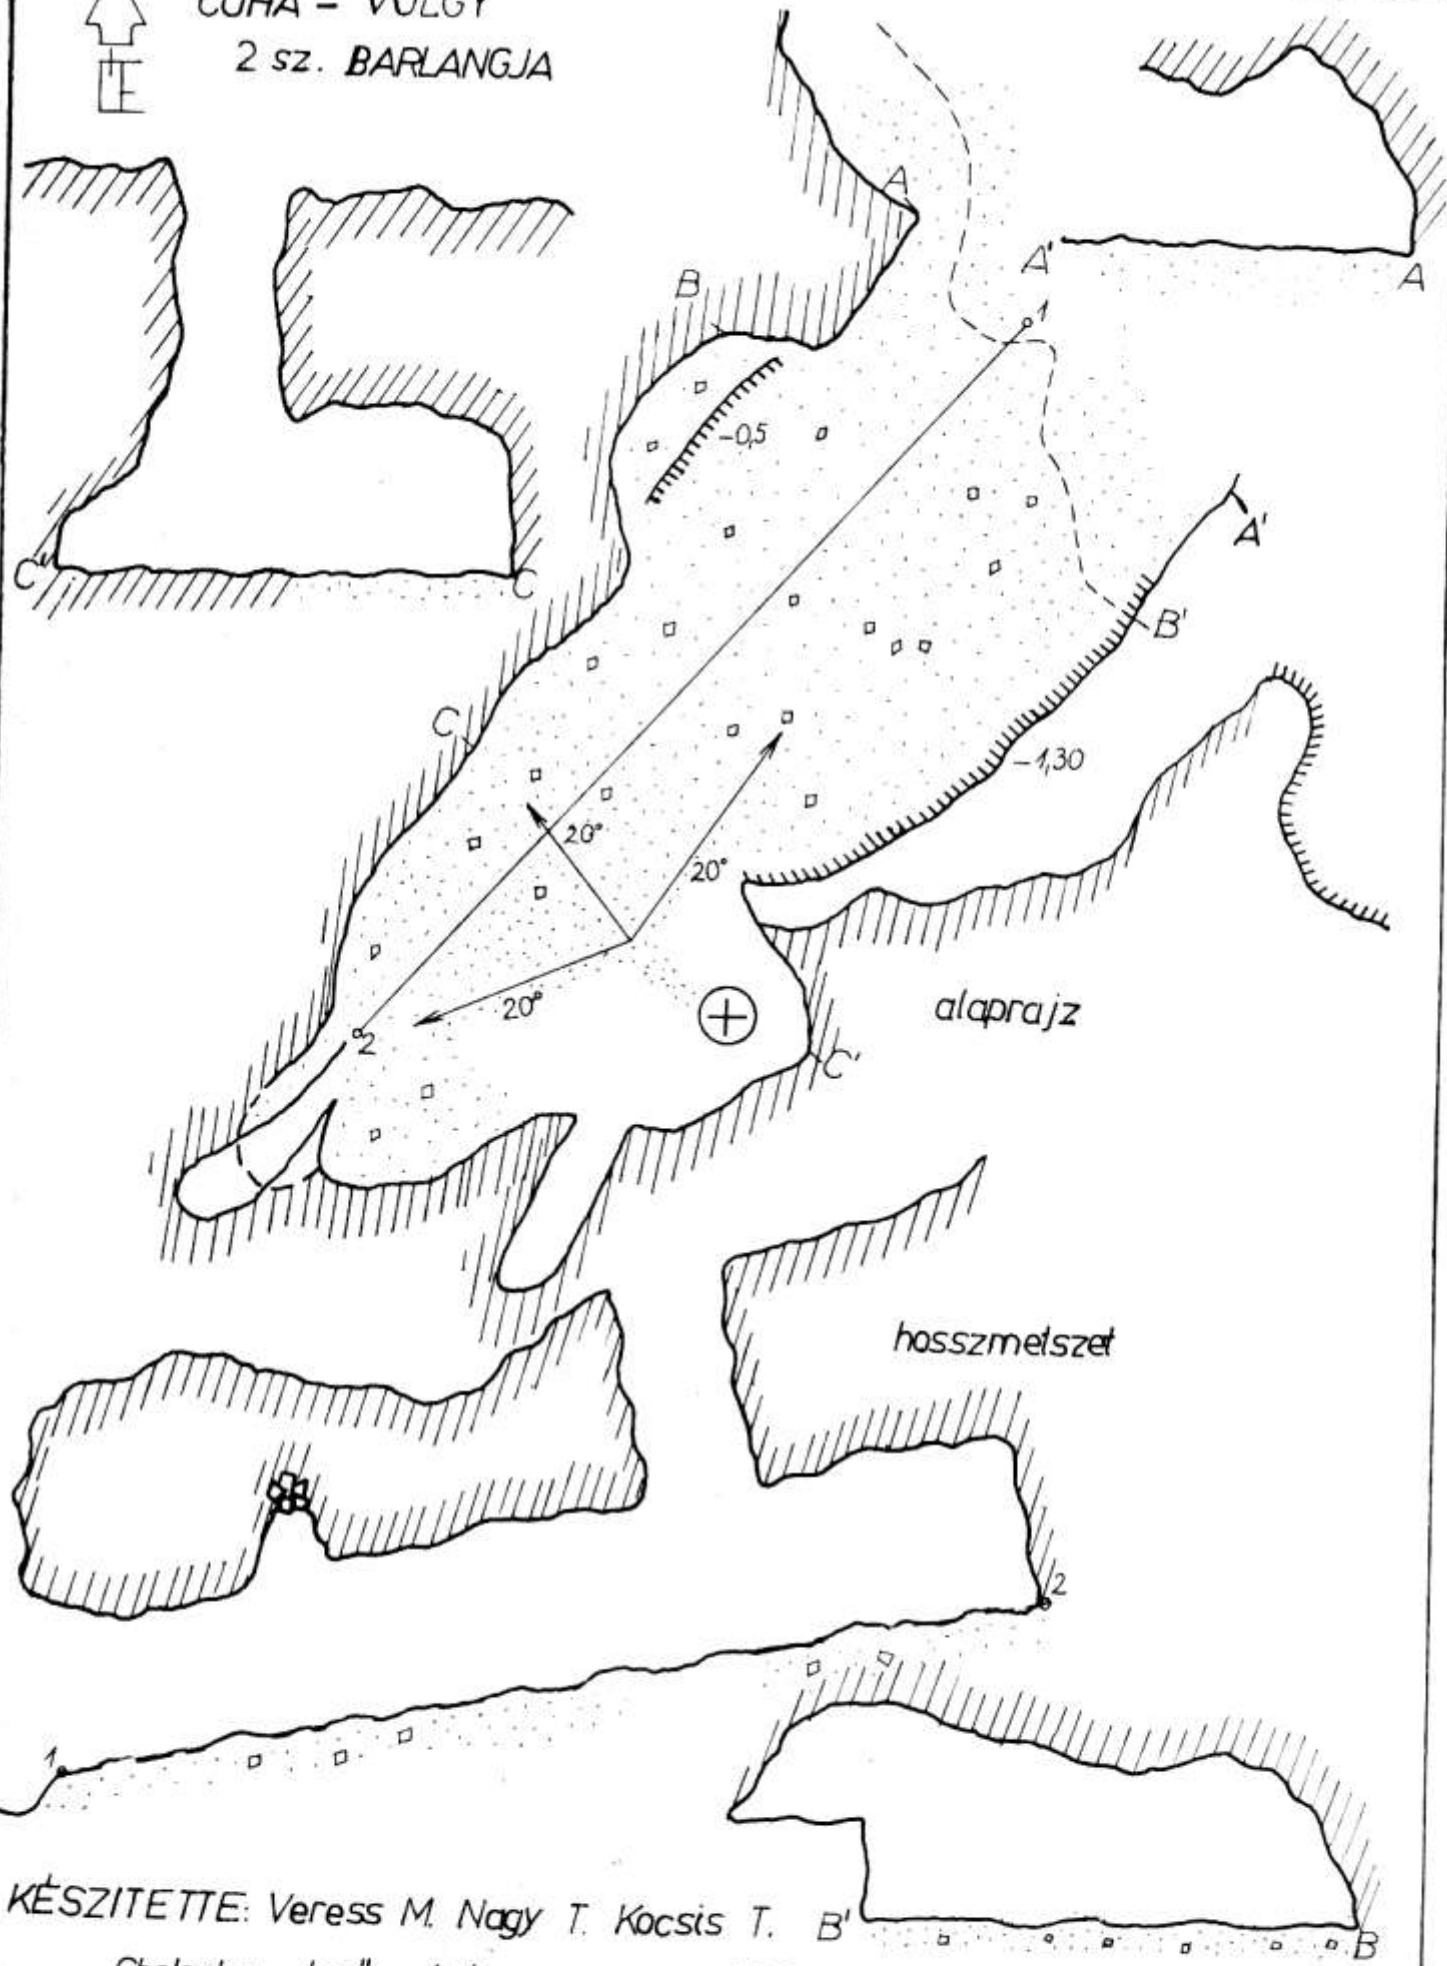 CUHA - VÖLGY
2 sz. BARLANGJA
É
A
B
A'
A
1
-0,5
A'
C'
C
B'
C
-1,30
20°
20°
20°
2
alaprajz
C'
hosszmetszet
2
1
KÉSZITETTE: Veress M. Nagy T. Kocsis T.
B'
B